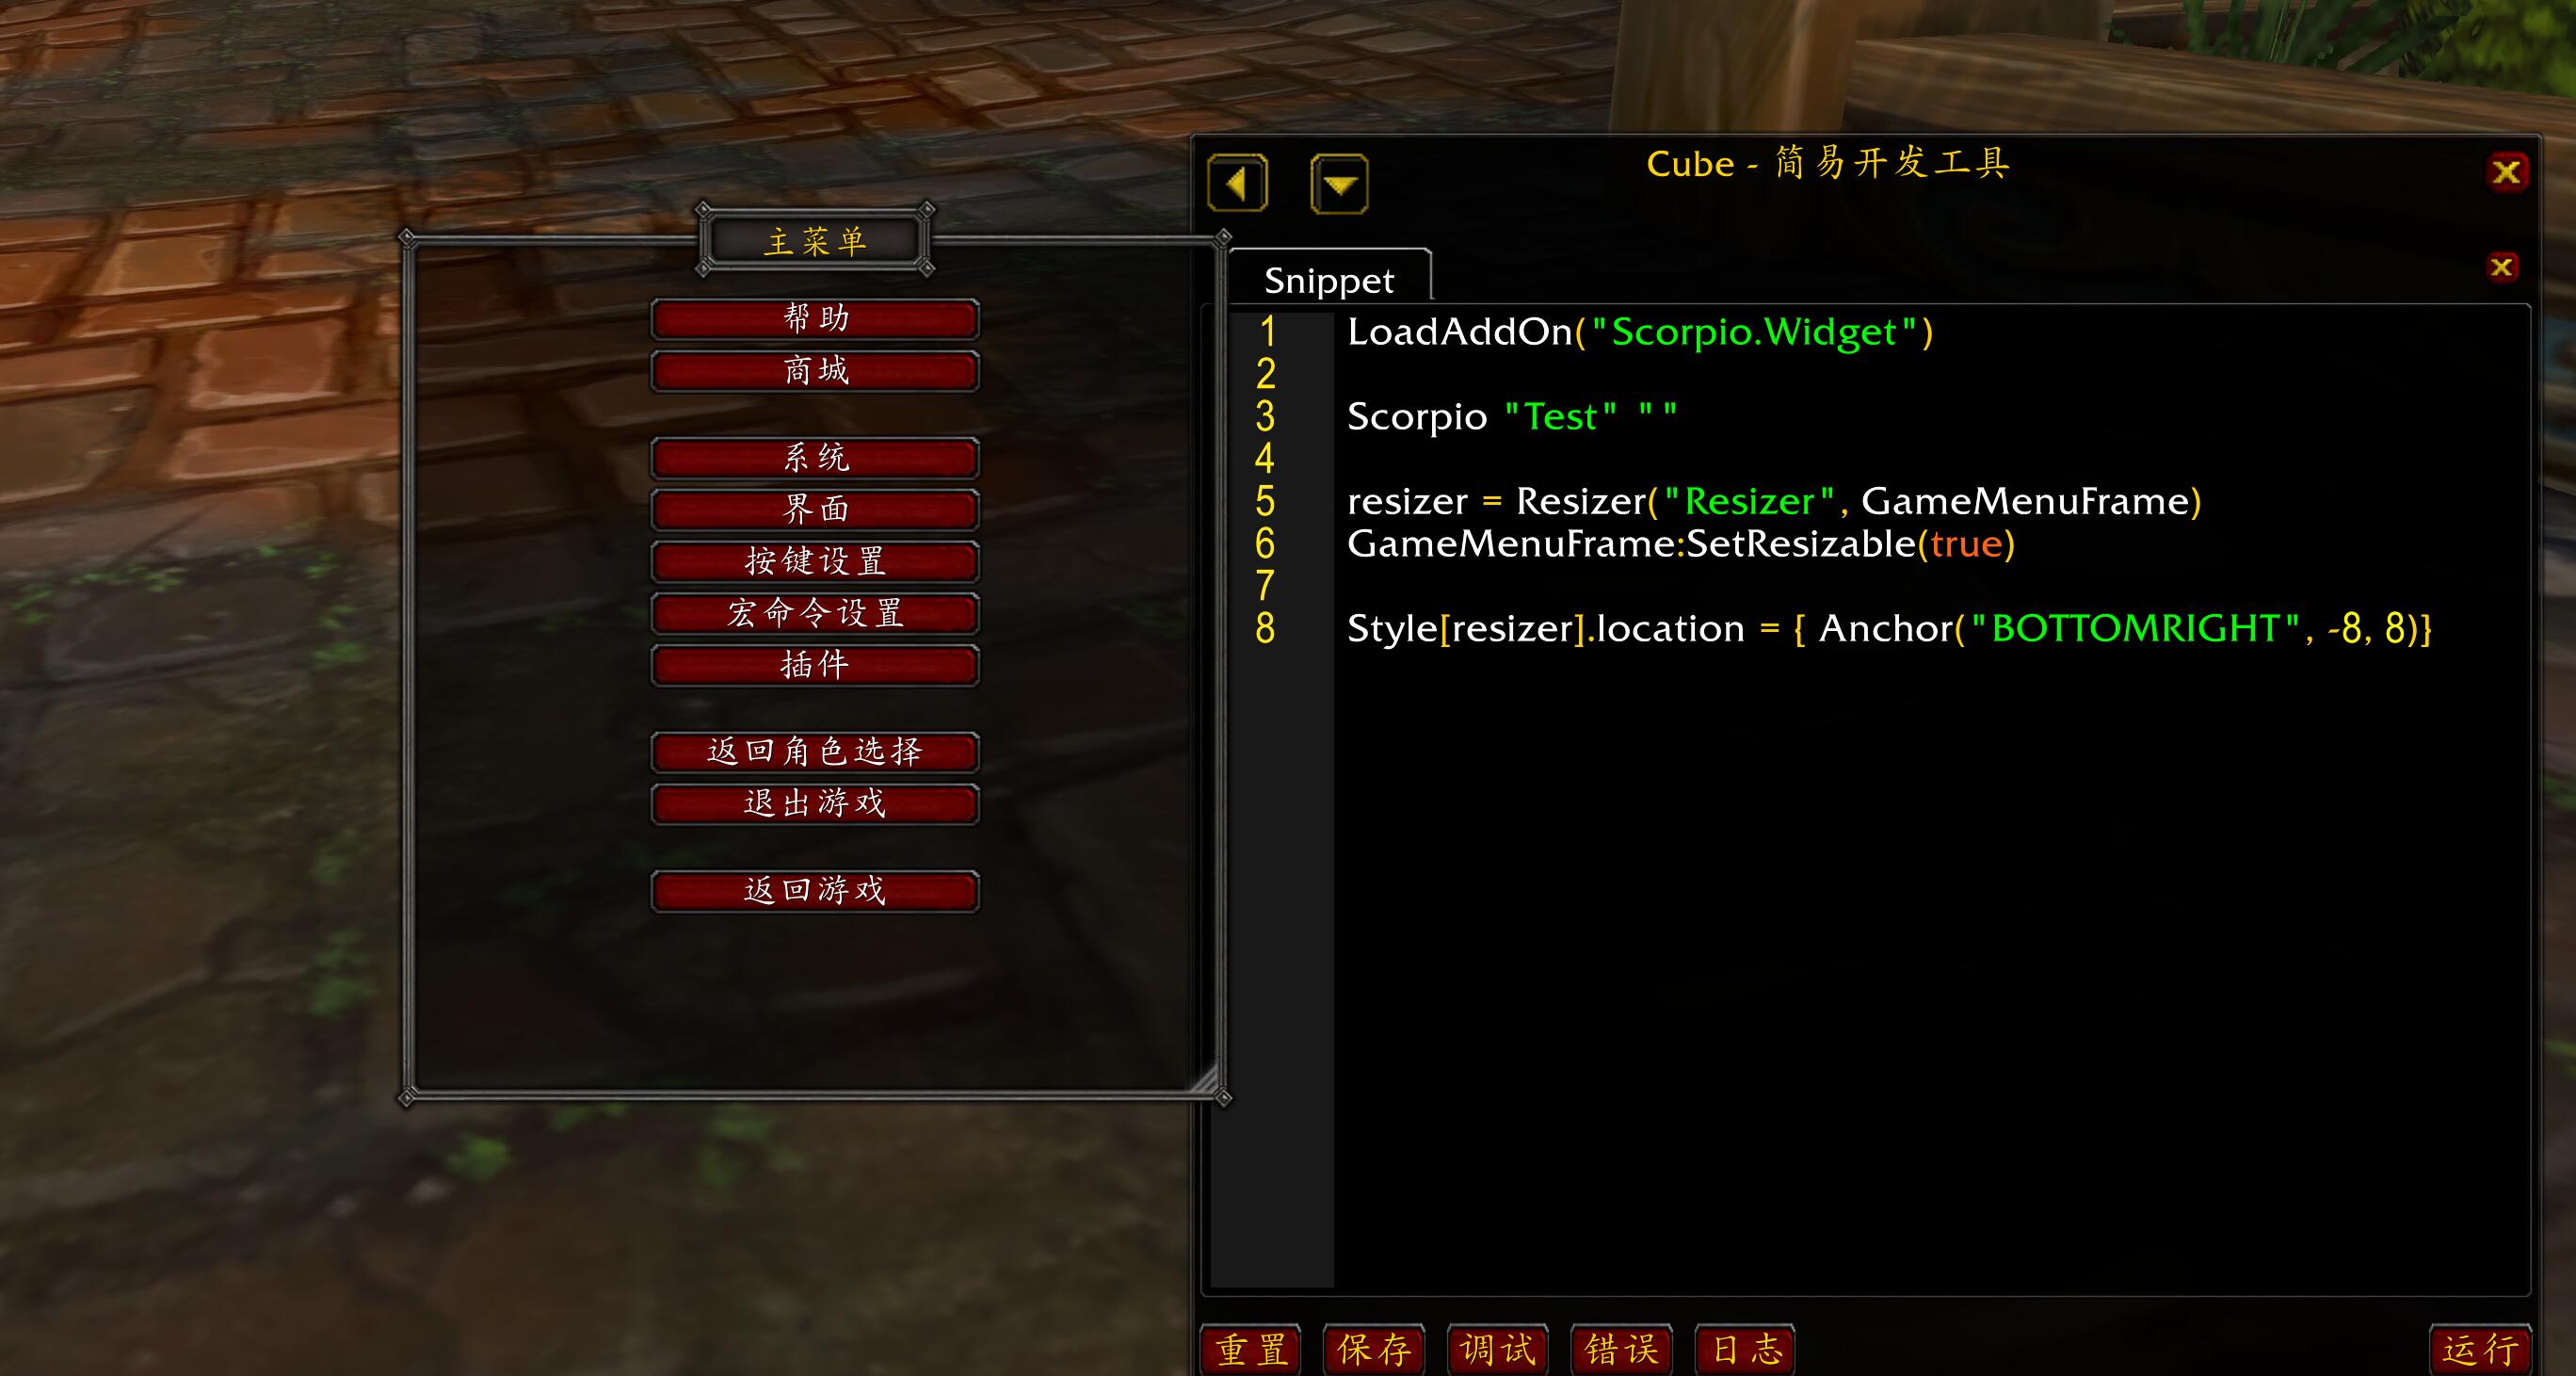 主菜单
帮助
商城
系统
界面
按键设置
宏命令设置
插件
返回角色选择
退出游戏
返回游戏
Cube - 简易开发工具
Snippet
1 LoadAddOn("Scorpio.Widget")
2
3 Scorpio "Test" ""
4
5 resizer = Resizer("Resizer", GameMenuFrame)
6 GameMenuFrame:SetResizable(true)
7
8 Style[resizer].location = { Anchor("BOTTOMRIGHT", -8, 8)}
重置 保存 调试 错误 日志 运行